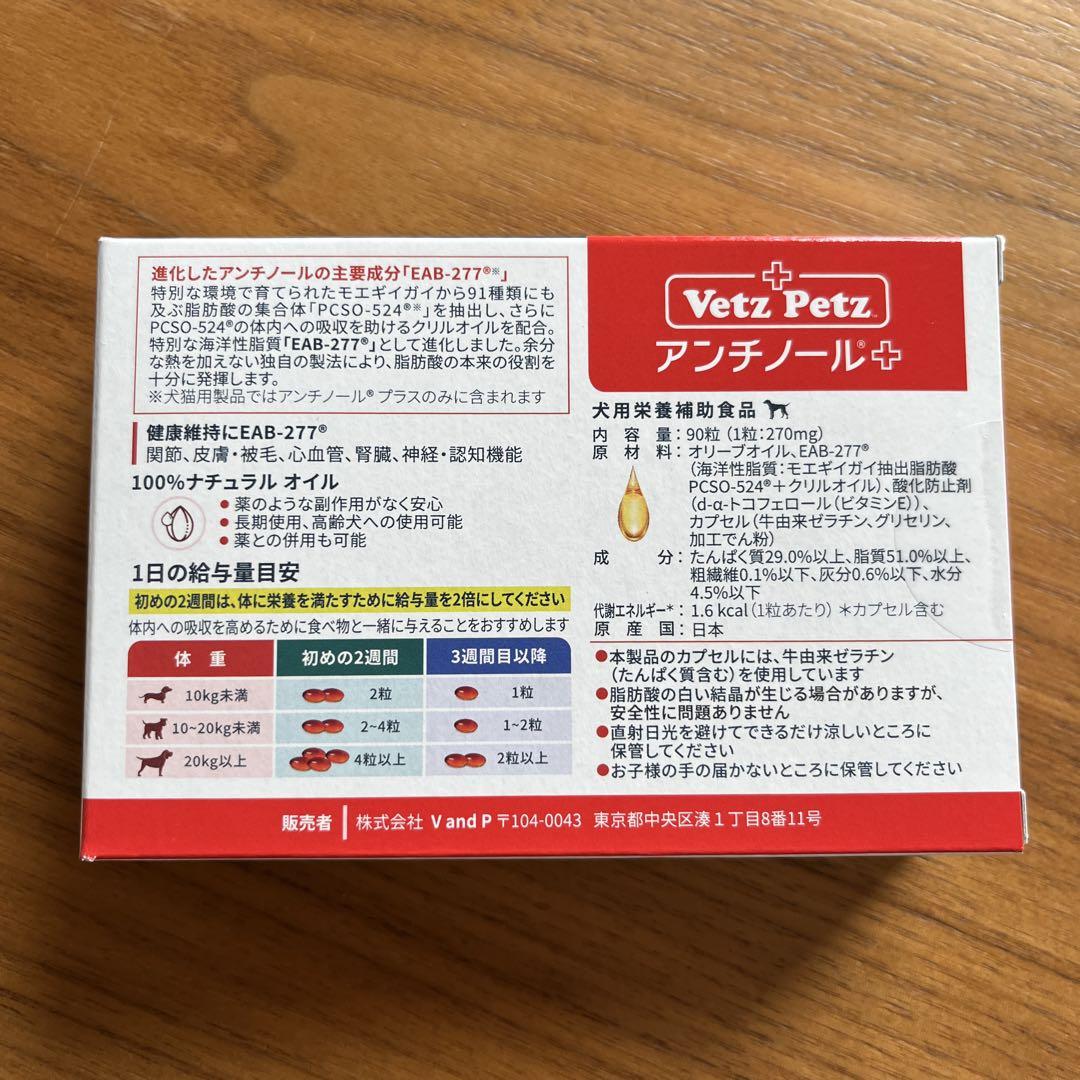 進化したアンチノールの主要成分「EAB-277®※」
特別な環境で育てられたモエギイガイから91種類にも
及ぶ脂肪酸の集合体「PCSO-524®※」を抽出し、さらに
PCSO-524®の体内への吸収を助けるクリルオイルを配合。
特別な海洋性脂質「EAB-277®」として進化しました。余分
な熱を加えない独自の製法により、脂肪酸の本来の役割を
十分に発揮します。
※犬猫用製品ではアンチノール® プラスのみに含まれます
健康維持にEAB-277®
関節、皮膚・被毛、心血管、腎臓、神経・認知機能
100%ナチュラル オイル
●薬のような副作用がなく安心
●長期使用、高齢犬への使用可能
●薬との併用も可能
1日の給与量目安
初めの2週間は、体に栄養を満たすために給与量を2倍にしてください
体内への吸収を高めるために食べ物と一緒に与えることをおすすめします
体 重 初めの2週間 3週間目以降
10kg未満 2粒 1粒
10~20kg未満 2~4粒 1~2粒
20kg以上 4粒以上 2粒以上
Vetz Petz™
アンチノール®+
犬用栄養補助食品
内 容 量：90粒（1粒：270mg）
原 材 料：オリーブオイル、EAB-277®
（海洋性脂質：モエギイガイ抽出脂肪酸
PCSO-524®＋クリルオイル）、酸化防止剤
（d-α-トコフェロール（ビタミンE））、
カプセル（牛由来ゼラチン、グリセリン、
加工でん粉）
成 分：たんぱく質29.0%以上、脂質51.0%以上、
粗繊維0.1%以下、灰分0.6%以下、水分
4.5%以下
代謝エネルギー*：1.6 kcal（1粒あたり）＊カプセル含む
原 産 国：日本
●本製品のカプセルには、牛由来ゼラチン
（たんぱく質含む）を使用しています
●脂肪酸の白い結晶が生じる場合がありますが、
安全性に問題ありません
●直射日光を避けてできるだけ涼しいところに
保管してください
●お子様の手の届かないところに保管してください
販売者 株式会社 V and P 〒104-0043 東京都中央区湊１丁目8番11号